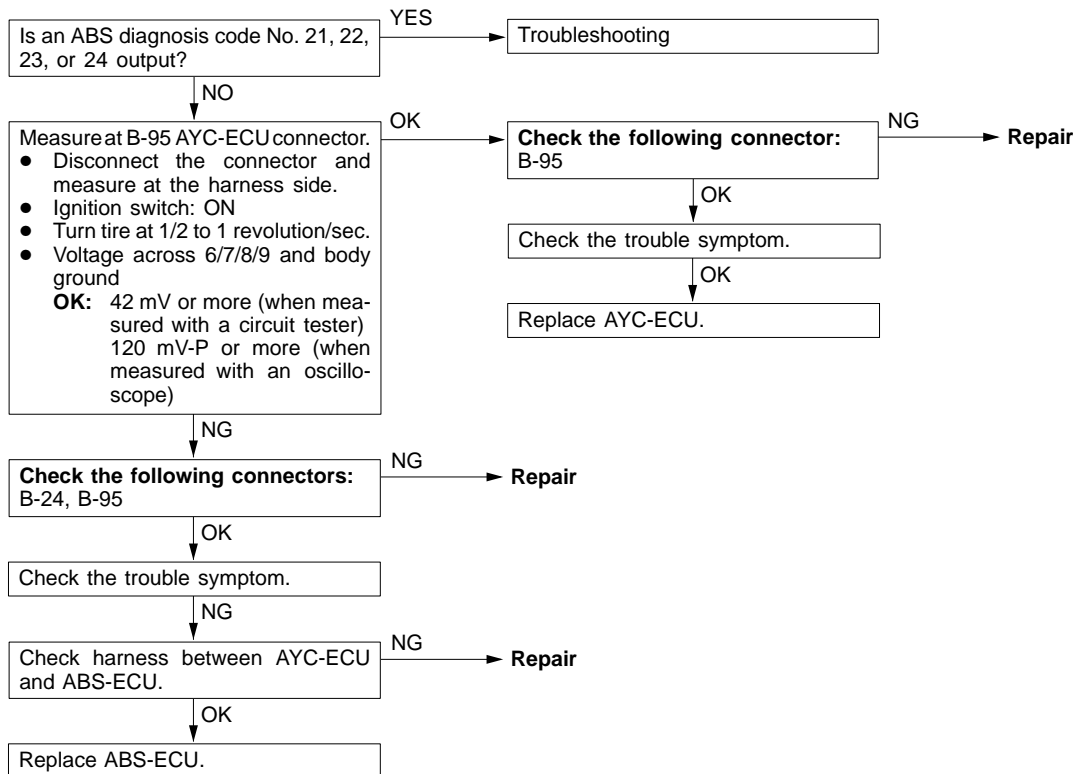 Is an ABS diagnosis code No. 21, 22,
23, or 24 output?
YES
Troubleshooting
NO
Measure at B-95 AYC-ECU connector.
● Disconnect the connector and
measure at the harness side.
● Ignition switch: ON
● Turn tire at 1/2 to 1 revolution/sec.
● Voltage across 6/7/8/9 and body
ground
OK: 42 mV or more (when mea-
sured with a circuit tester)
120 mV-P or more (when
measured with an oscillo-
scope)
OK
Check the following connector:
B-95
NG
Repair
OK
Check the trouble symptom.
OK
Replace AYC-ECU.
NG
Check the following connectors:
B-24, B-95
NG
Repair
OK
Check the trouble symptom.
NG
Check harness between AYC-ECU
and ABS-ECU.
NG
Repair
OK
Replace ABS-ECU.